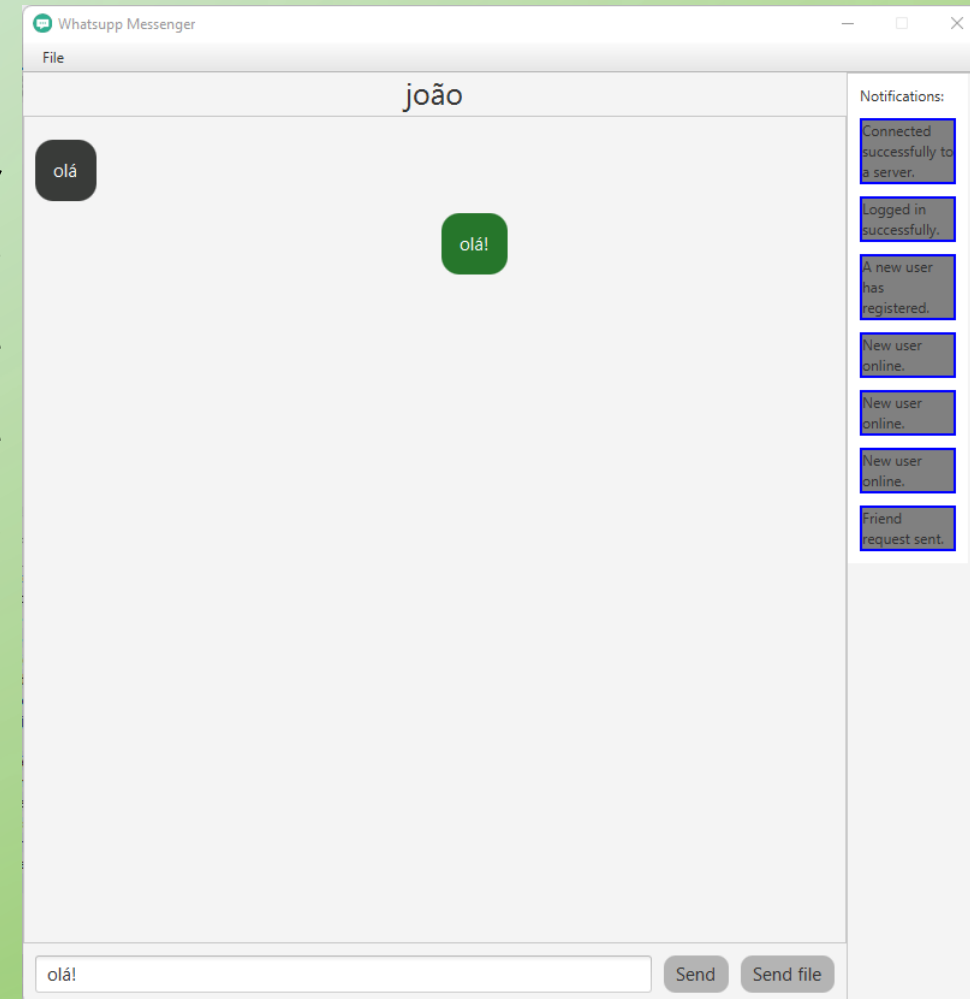 Whatsupp Messenger
File
joão
olá
olá!
olá!
Send
Send file
Notifications:
Connected
successfully to
a server.
Logged in
successfully.
A new user
has
registered.
New user
online.
New user
online.
New user
online.
Friend
request sent.